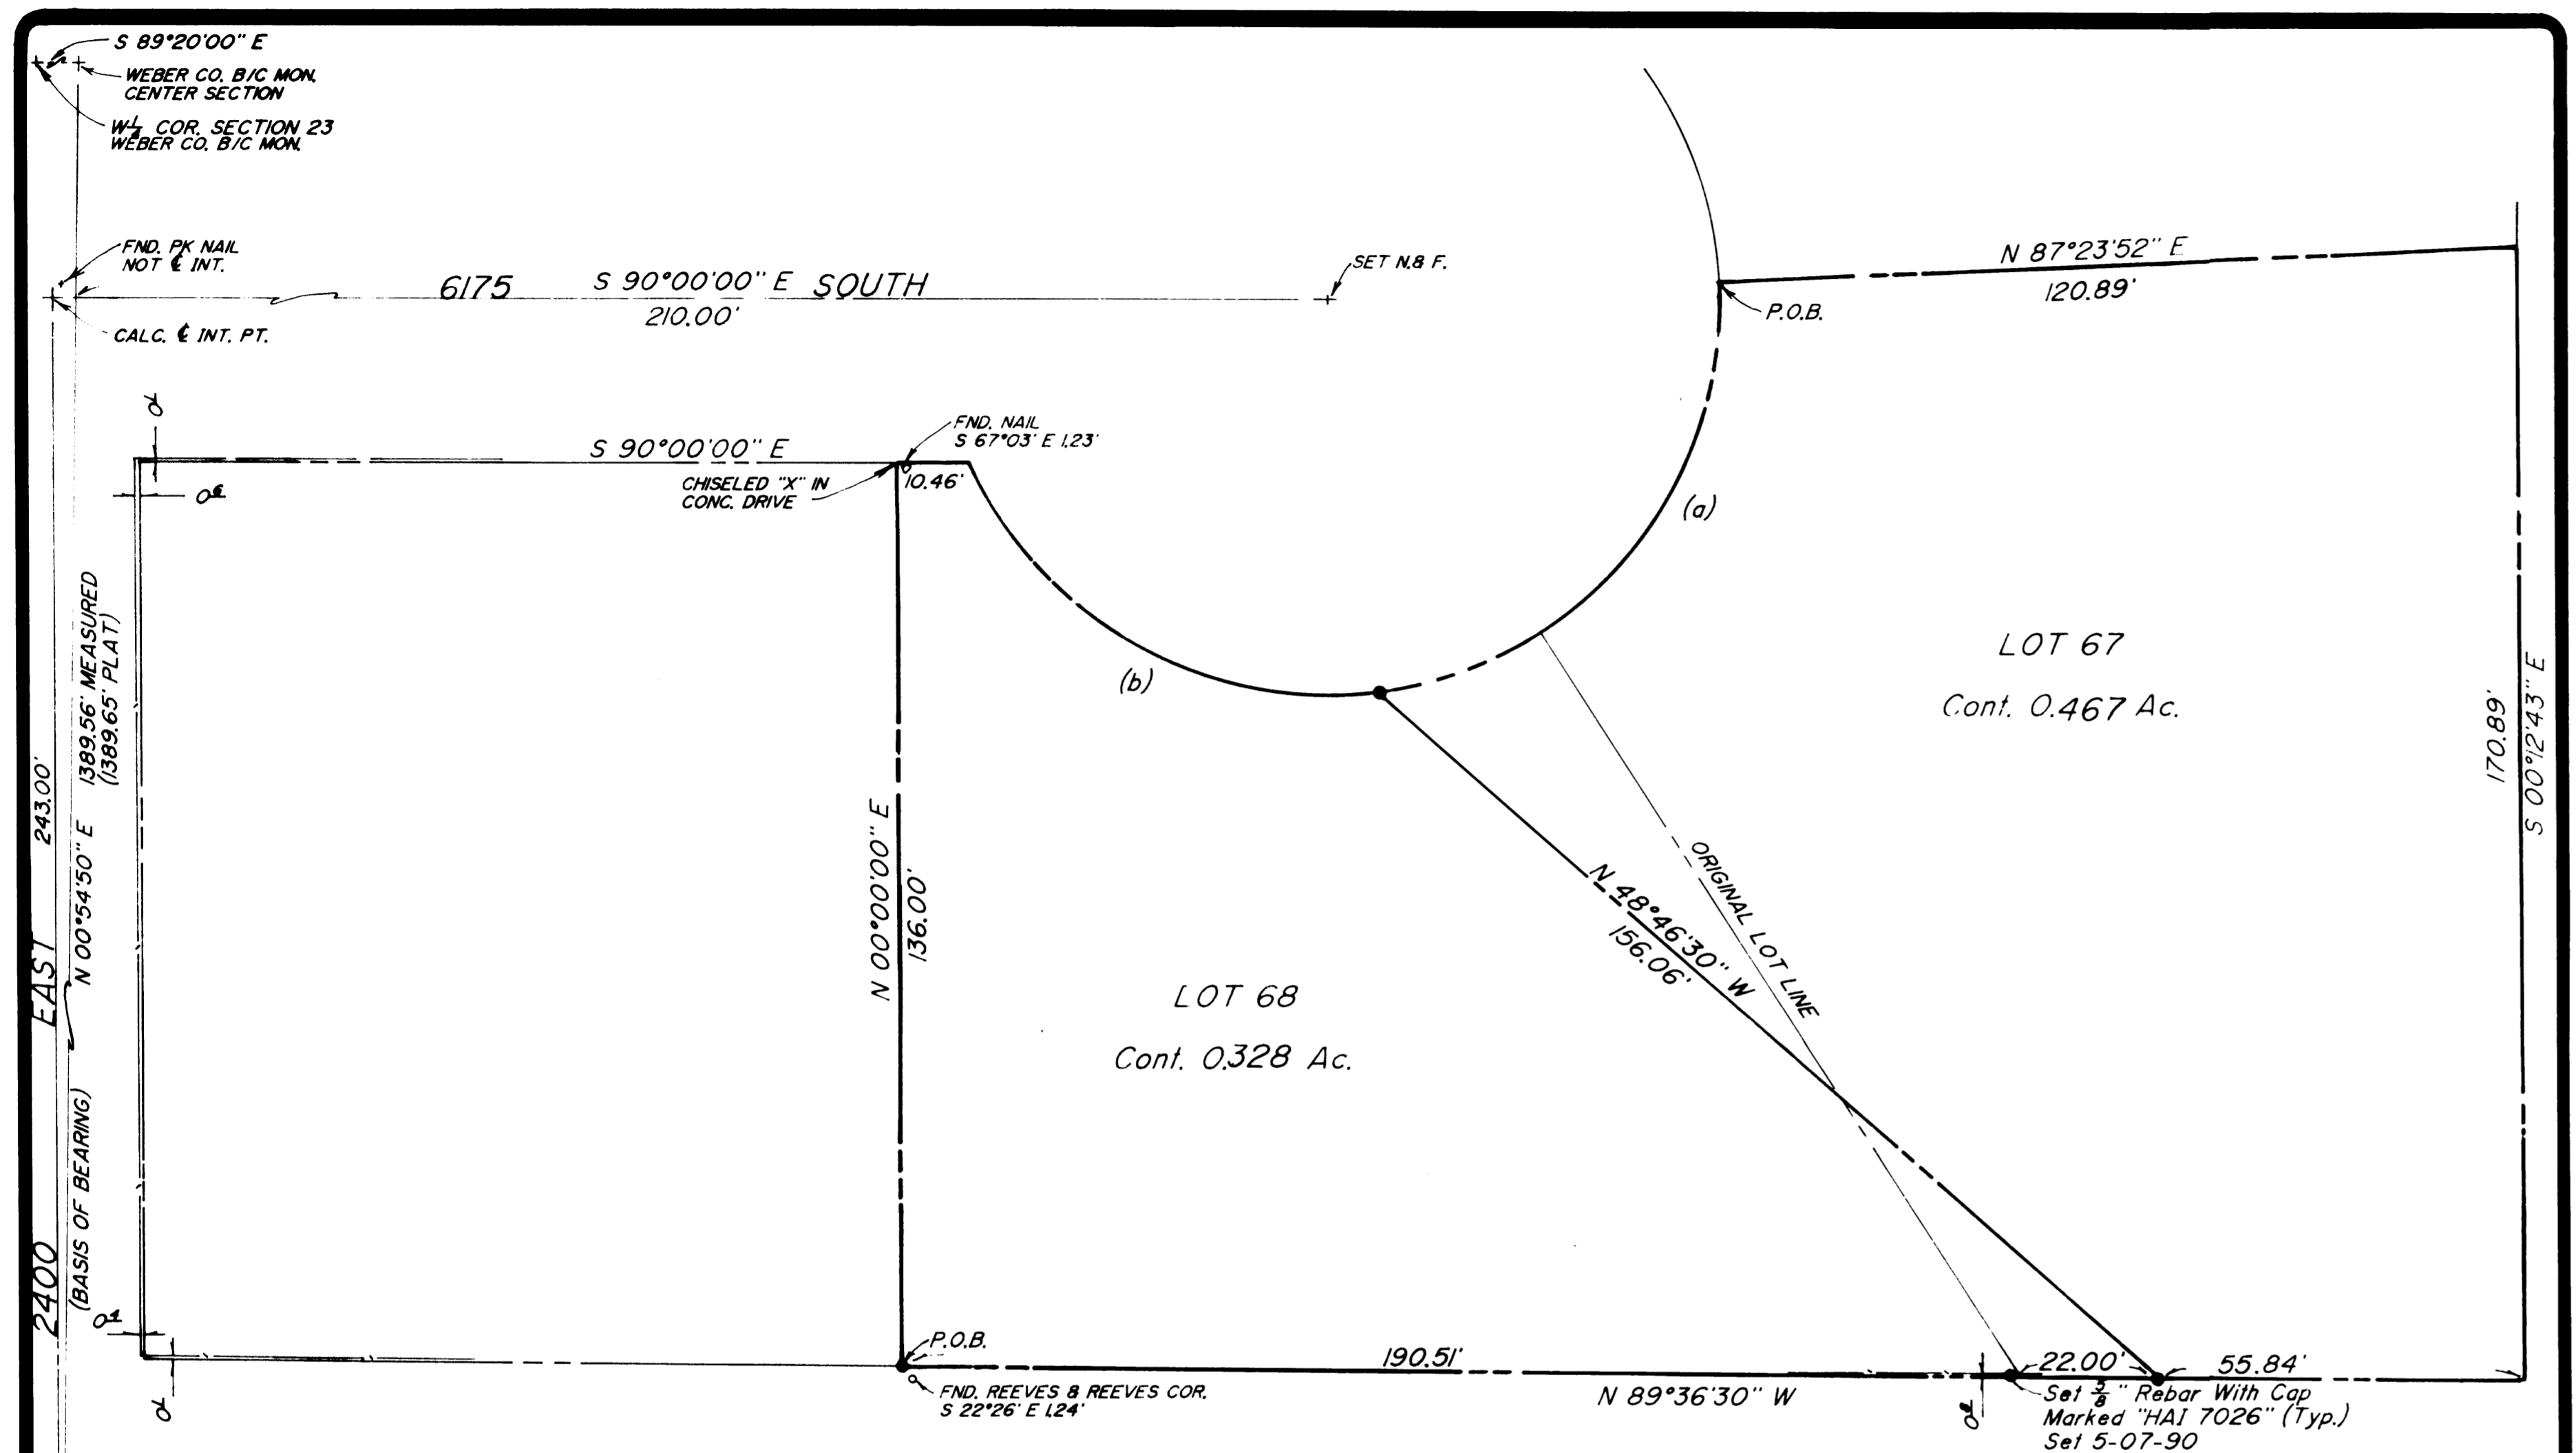 S 89°20'00" E
WEBER CO. B/C MON.
CENTER SECTION
W¼ COR. SECTION 23
WEBER CO. B/C MON.
FND. PK NAIL
NOT ℄ INT.
6175 S 90°00'00" E SOUTH
210.00'
SET N.& F.
CALC. ℄ INT. PT.
N 87°23'52" E
120.89'
P.O.B.
S 90°00'00" E
FND. NAIL
S 67°03' E 1.23'
CHISELED "X" IN
CONC. DRIVE
10.46'
(a)
(b)
LOT 67
Cont. 0.467 Ac.
170.89'
S 00°12'43" E
2400 EAST 243.00'
(BASIS OF BEARING) N 00°54'50" E 1389.56' MEASURED
(1389.65' PLAT)
N 00°00'00" E
136.00'
ORIGINAL LOT LINE
N 48°46'30" W
156.06'
LOT 68
Cont. 0.328 Ac.
P.O.B.
190.51'
22.00'
55.84'
FND. REEVES & REEVES COR.
S 22°26' E 1.24'
N 89°36'30" W
Set ⅝" Rebar With Cap
Marked "HAI 7026" (Typ.)
Set 5-07-90